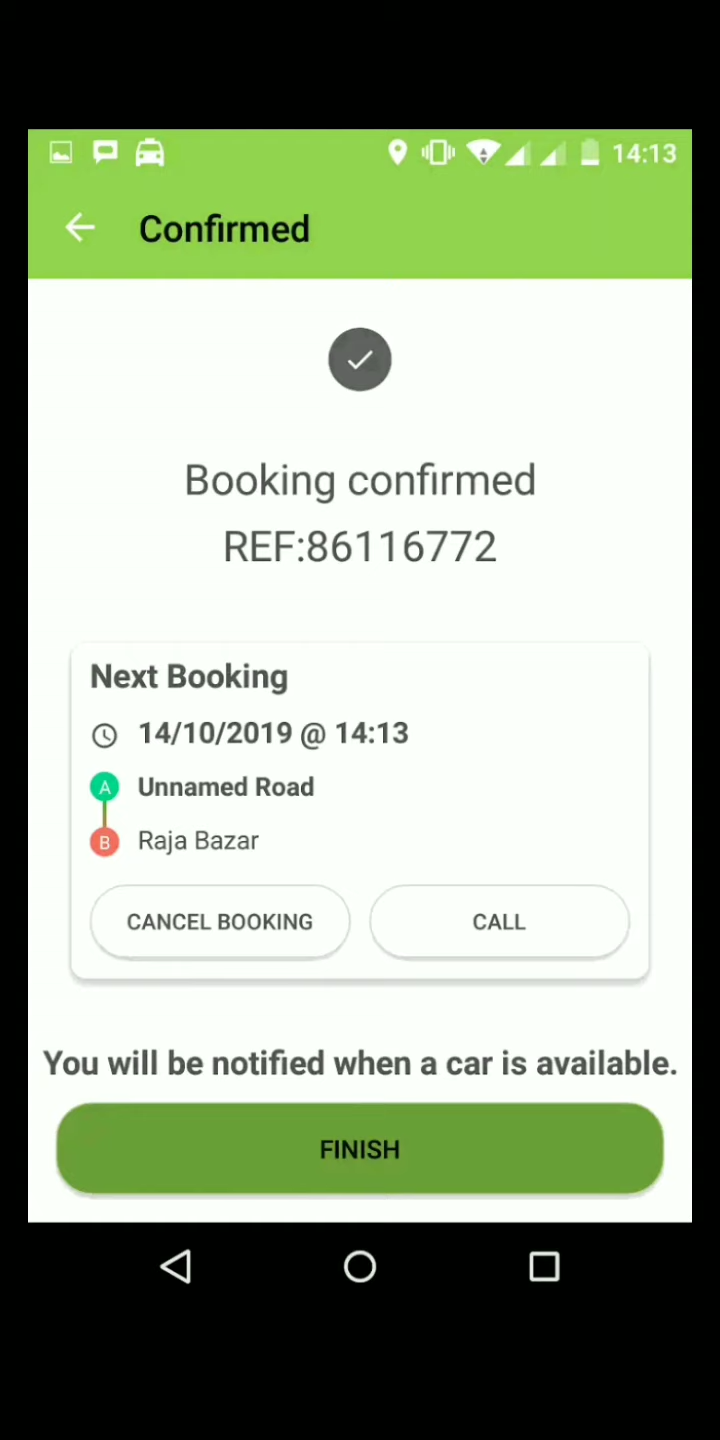 14:13
Confirmed
Booking confirmed
REF:86116772
Next Booking
14/10/2019 @ 14:13
A Unnamed Road
B Raja Bazar
CANCEL BOOKING CALL
You will be notified when a car is available.
FINISH